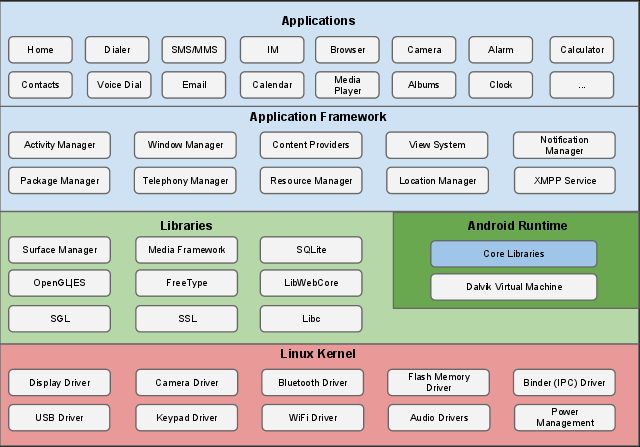 Applications
Home
Dialer
SMS/MMS
IM
Browser
Camera
Alarm
Calculator
Contacts
Voice Dial
Email
Calendar
Media
Player
Albums
Clock
...
Application Framework
Activity Manager
Window Manager
Content Providers
View System
Notification
Manager
Package Manager
Telephony Manager
Resource Manager
Location Manager
XMPP Service
Libraries
Surface Manager
Media Framework
SQLite
OpenGL|ES
FreeType
LibWebCore
SGL
SSL
Libc
Android Runtime
Core Libraries
Dalvik Virtual Machine
Linux Kernel
Display Driver
Camera Driver
Bluetooth Driver
Flash Memory
Driver
Binder (IPC) Driver
USB Driver
Keypad Driver
WiFi Driver
Audio Drivers
Power
Management